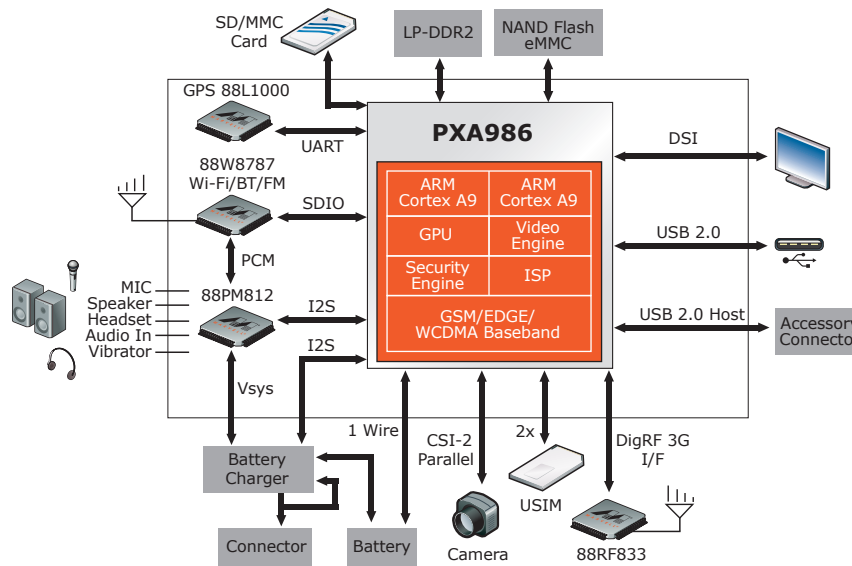 SD/MMC
Card
LP-DDR2
NAND Flash
eMMC
GPS 88L1000
UART
88W8787
Wi-Fi/BT/FM
SDIO
PCM
MIC
Speaker
Headset
Audio In
Vibrator
88PM812
I2S
I2S
Vsys
PXA986
ARM
Cortex A9
ARM
Cortex A9
GPU
Video
Engine
Security
Engine
ISP
GSM/EDGE/
WCDMA Baseband
DSI
USB 2.0
USB 2.0 Host
Accessory
Connector
1 Wire
CSI-2
Parallel
2x
DigRF 3G
I/F
Battery
Charger
USIM
Connector
Battery
Camera
88RF833